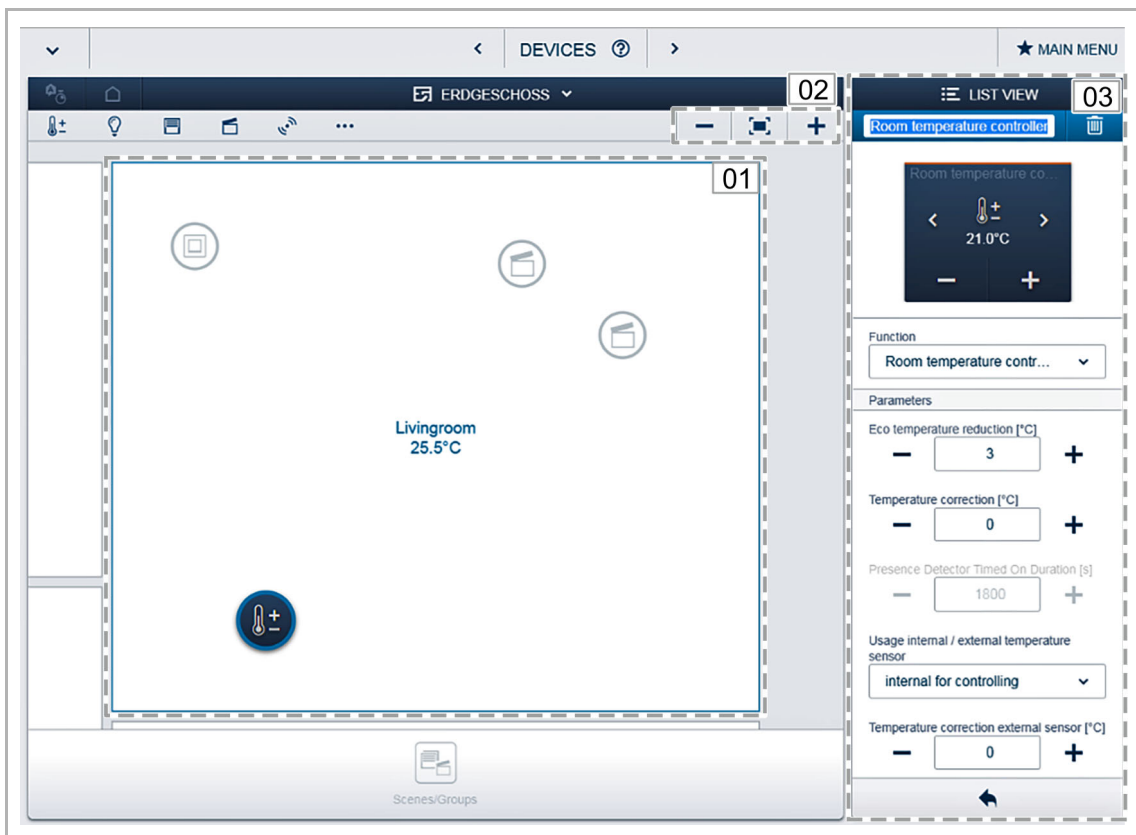 DEVICES
MAIN MENU
ERDGESCHOSS
02
LIST VIEW
03
Room temperature controller
01
Room temperature co...
21.0°C
Function
Room temperature contr...
Parameters
Eco temperature reduction [°C]
3
Temperature correction [°C]
0
Presence Detector Timed On Duration [s]
1800
Usage internal / external temperature
sensor
internal for controlling
Temperature correction external sensor [°C]
0
Livingroom
25.5°C
Scenes/Groups